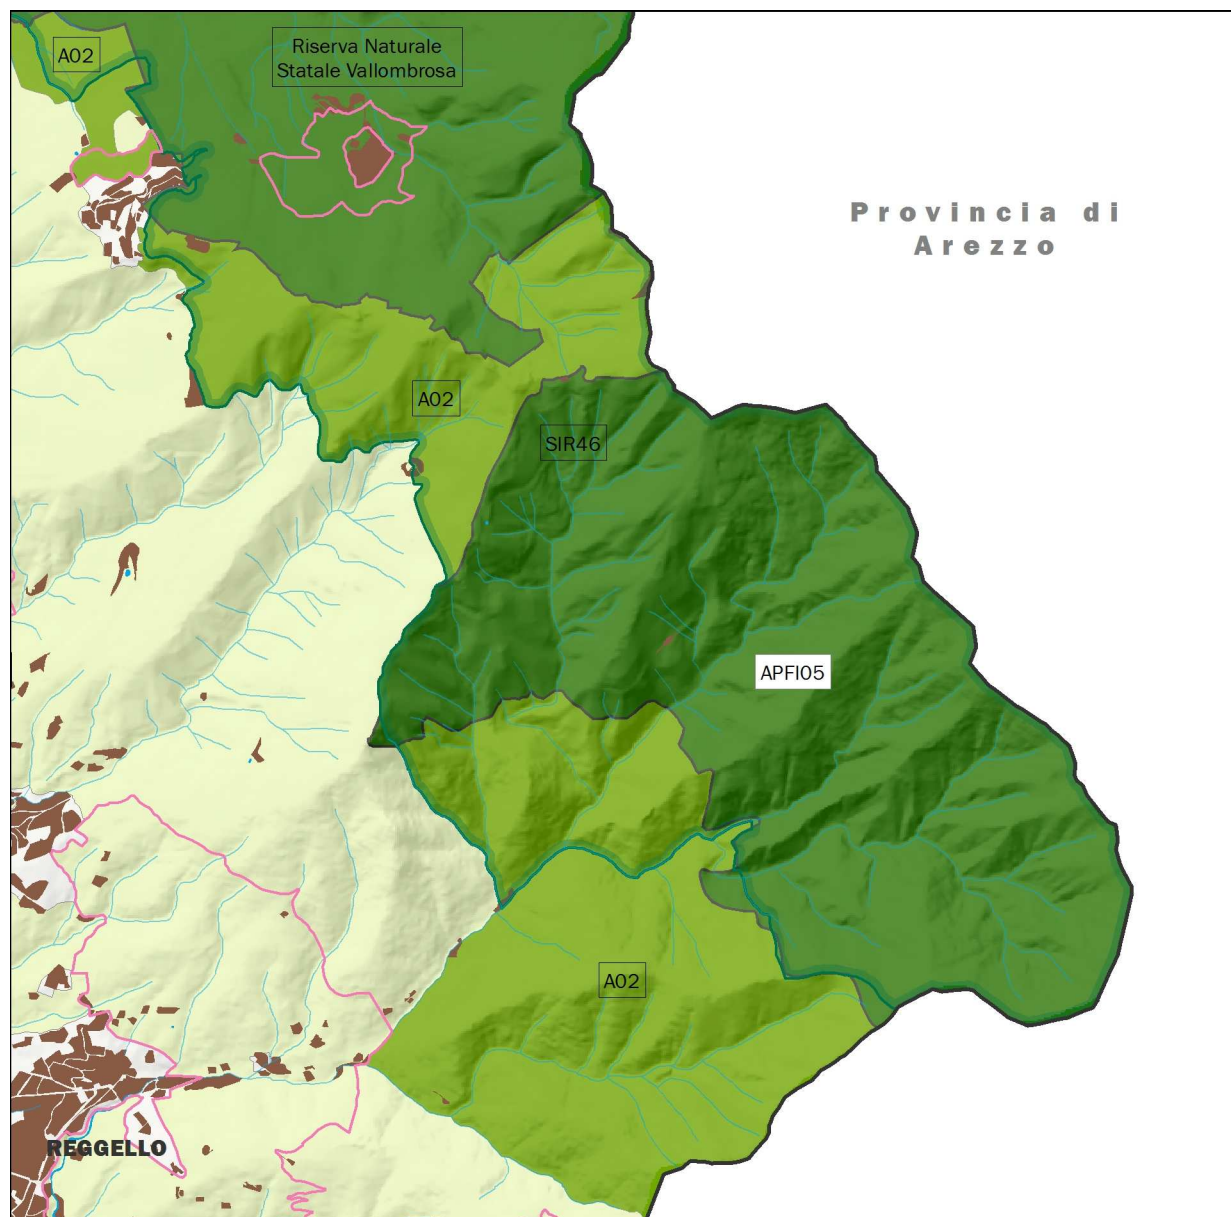 A02
Riserva Naturale
Statale Vallombrosa
Provincia di
Arezzo
A02
SIR46
APFI05
A02
REGGELLO